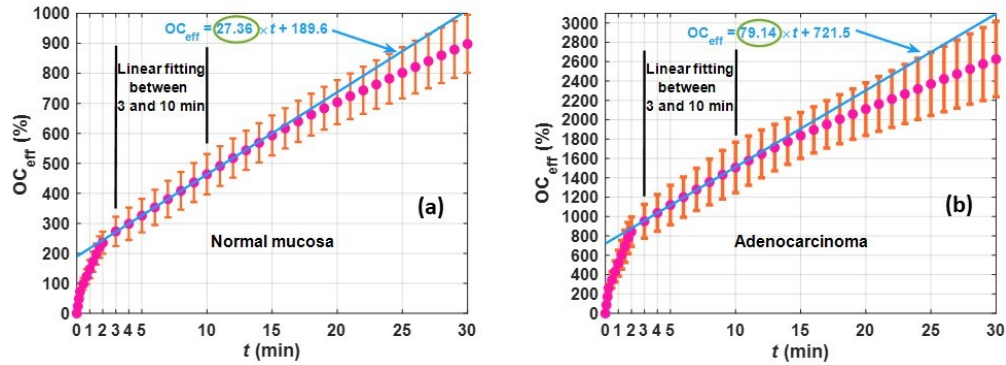 OC_eff = 27.36 × t + 189.6
Linear fitting
between
3 and 10 min
1000
900
800
700
600
500
400
300
200
100
0
OC_eff (%)
(a)
Normal mucosa
0 1 2 3 4 5 10 15 20 25 30
t (min)
OC_eff = 79.14 × t + 721.5
Linear fitting
between
3 and 10 min
3000
2800
2600
2400
2200
2000
1800
1600
1400
1200
1000
800
600
400
200
0
OC_eff (%)
(b)
Adenocarcinoma
0 1 2 3 4 5 10 15 20 25 30
t (min)